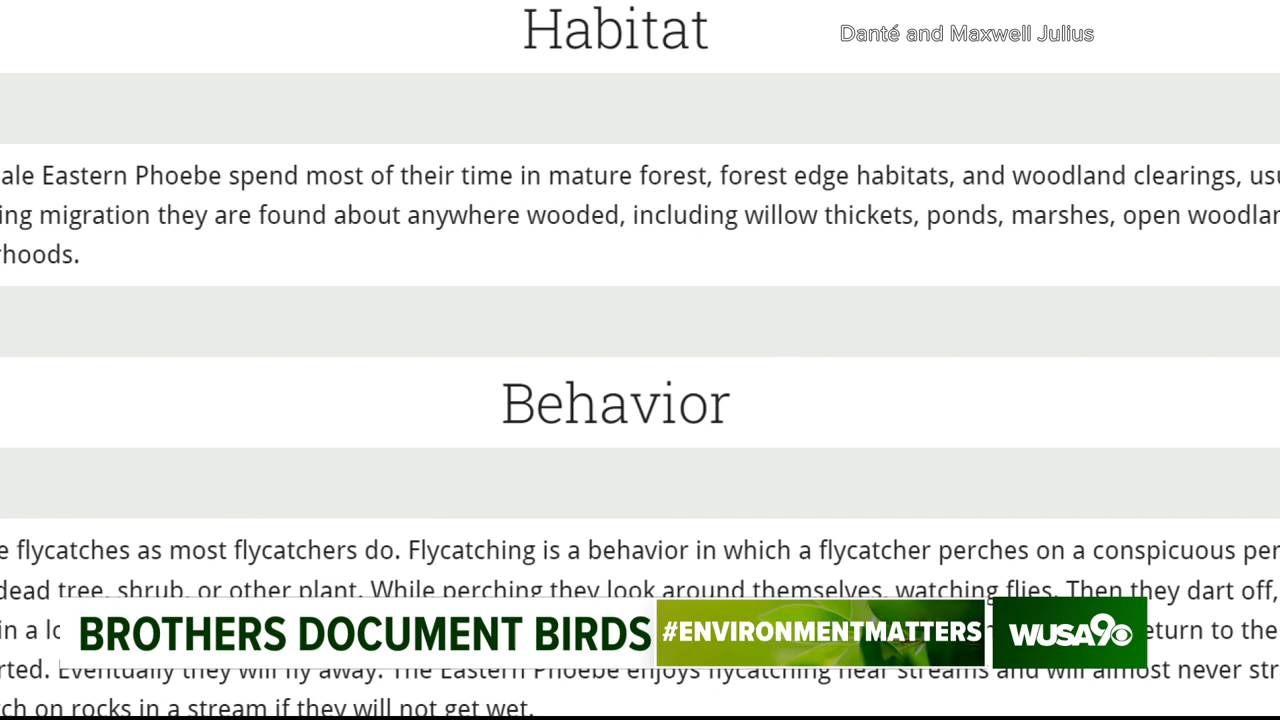 Habitat
Danté and Maxwell Julius
ale Eastern Phoebe spend most of their time in mature forest, forest edge habitats, and woodland clearings, usu
ing migration they are found about anywhere wooded, including willow thickets, ponds, marshes, open woodlan
rhoods.
Behavior
e flycatches as most flycatchers do. Flycatching is a behavior in which a flycatcher perches on a conspicuous per
dead tree, shrub, or other plant. While perching they look around themselves, watching flies. Then they dart off,
in a lo
eturn to the
BROTHERS DOCUMENT BIRDS
#ENVIRONMENTMATTERS
WUSA9
rted. Eventually they will fly away. The Eastern Phoebe enjoys flycatching near streams and will almost never str
ch on rocks in a stream if they will not get wet.